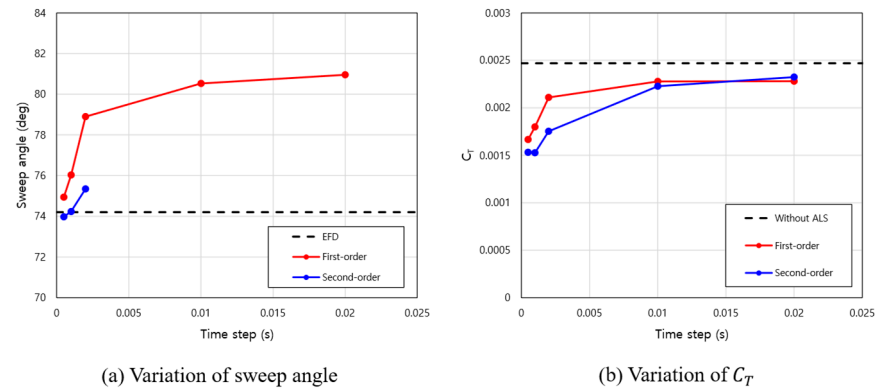 84
82
80
78
76
74
72
70
Sweep angle (deg)
0
0.005
0.01
0.015
0.02
0.025
Time step (s)
EFD
First-order
Second-order
(a) Variation of sweep angle
0.003
0.0025
0.002
0.0015
0.001
0.0005
0
C_T
0
0.005
0.01
0.015
0.02
0.025
Time step (s)
Without ALS
First-order
Second-order
(b) Variation of C_T